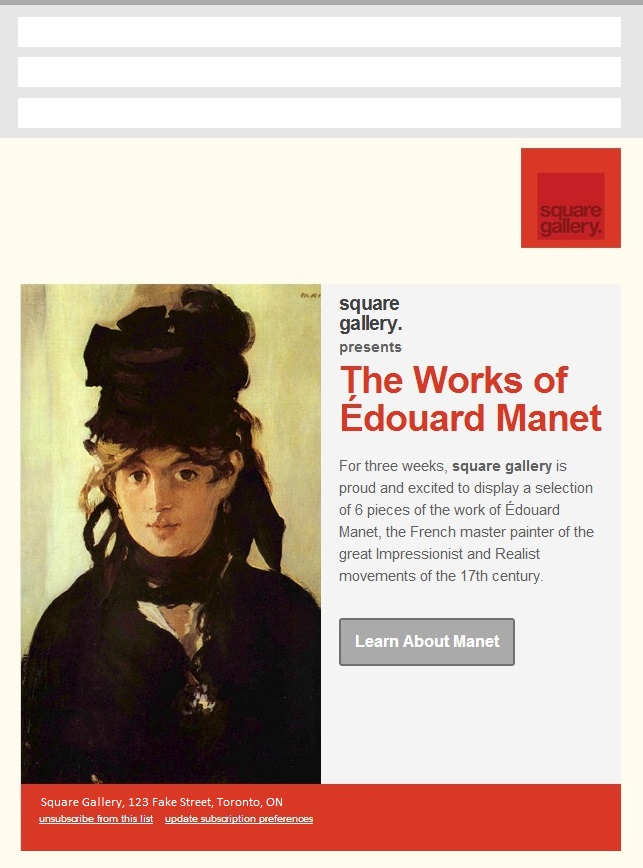 square
gallery.
square
gallery.
presents
The Works of
Édouard Manet
For three weeks, square gallery is
proud and excited to display a selection
of 6 pieces of the work of Édouard
Manet, the French master painter of the
great Impressionist and Realist
movements of the 17th century.
Learn About Manet
Square Gallery, 123 Fake Street, Toronto, ON
unsubscribe from this list update subscription preferences